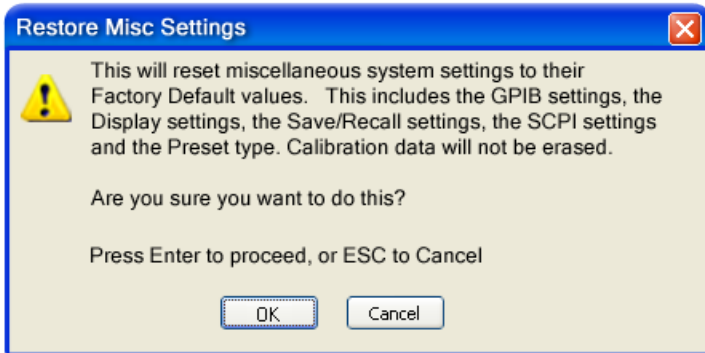 Restore Misc Settings
This will reset miscellaneous system settings to their
Factory Default values.   This includes the GPIB settings, the
Display settings, the Save/Recall settings, the SCPI settings
and the Preset type. Calibration data will not be erased.
Are you sure you want to do this?
Press Enter to proceed, or ESC to Cancel
OK
Cancel